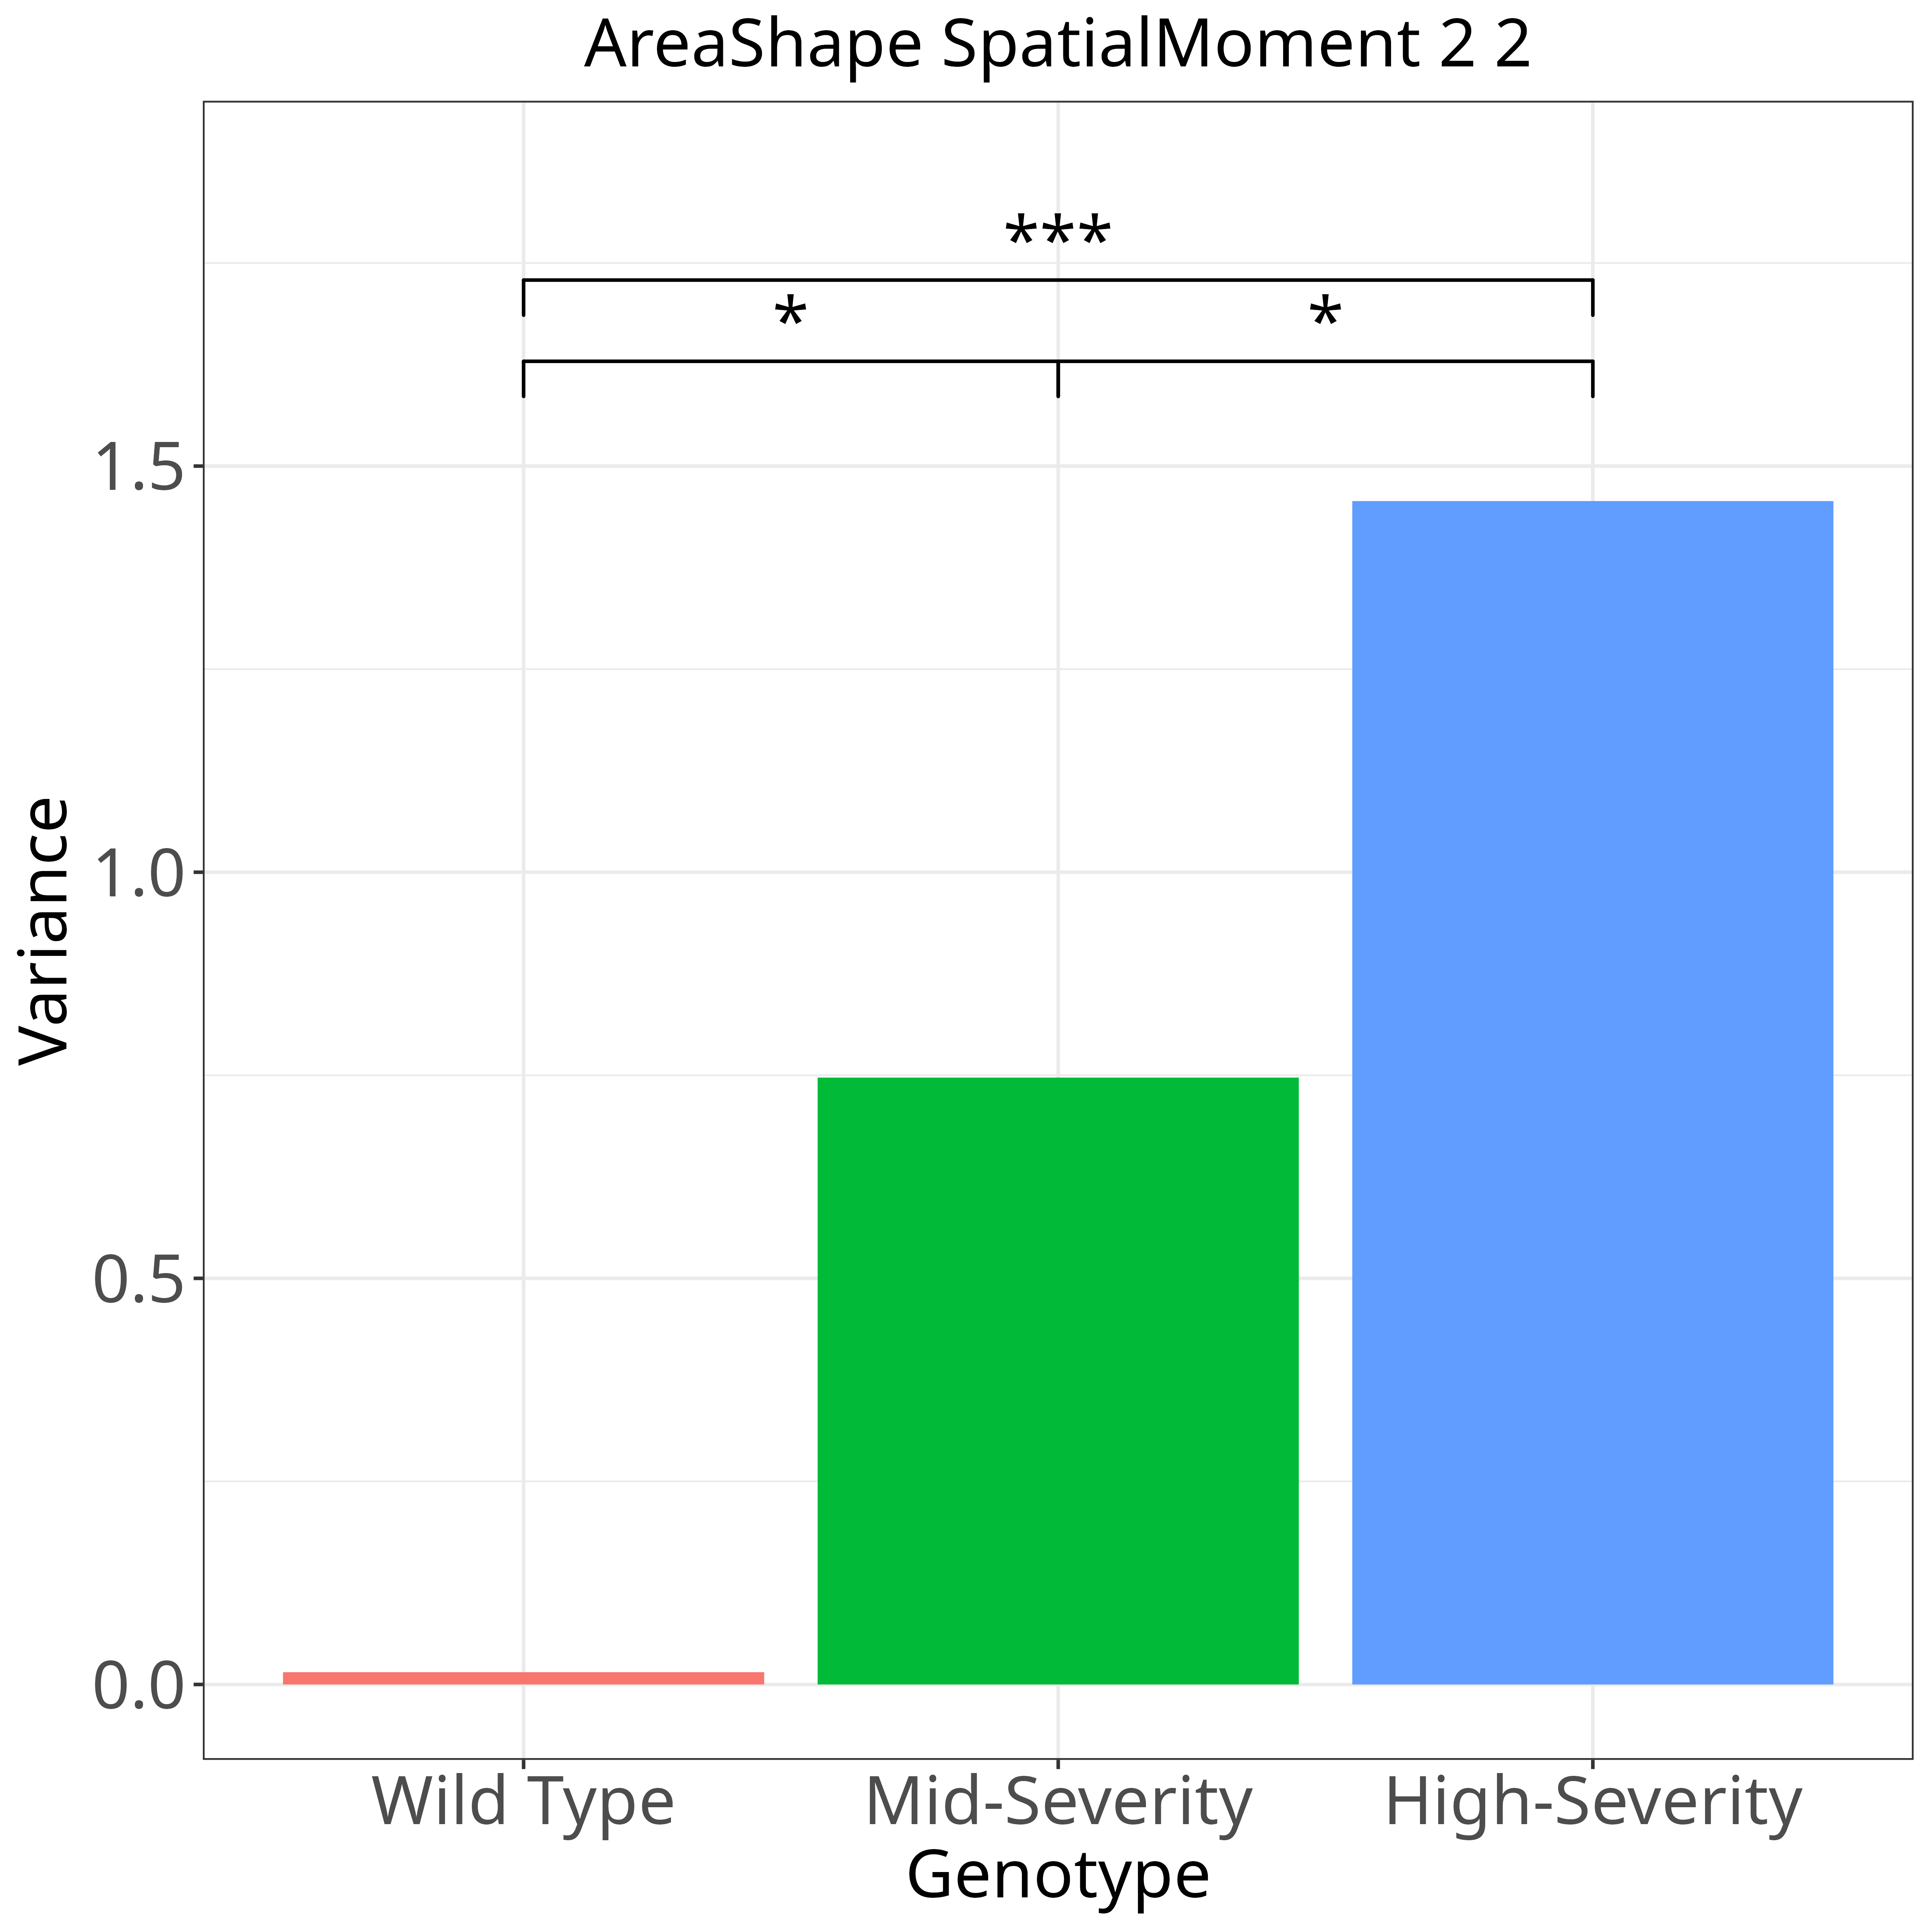 AreaShape SpatialMoment 2 2
***
* *
1.5
1.0
0.5
0.0
Variance
Wild Type Mid-Severity High-Severity
Genotype